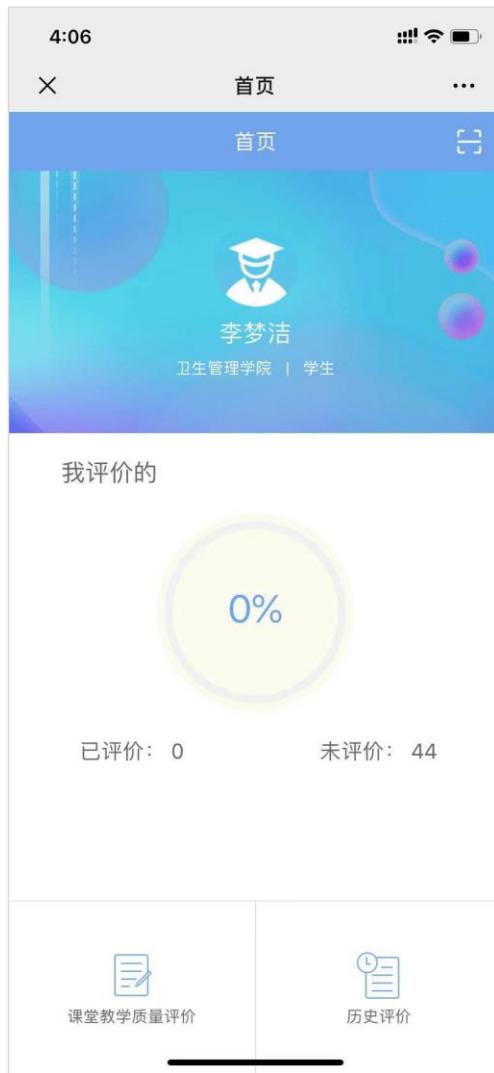 4:06
首页
首页
李梦洁
卫生管理学院 | 学生
我评价的
0%
已评价： 0 未评价： 44
课堂教学质量评价 历史评价